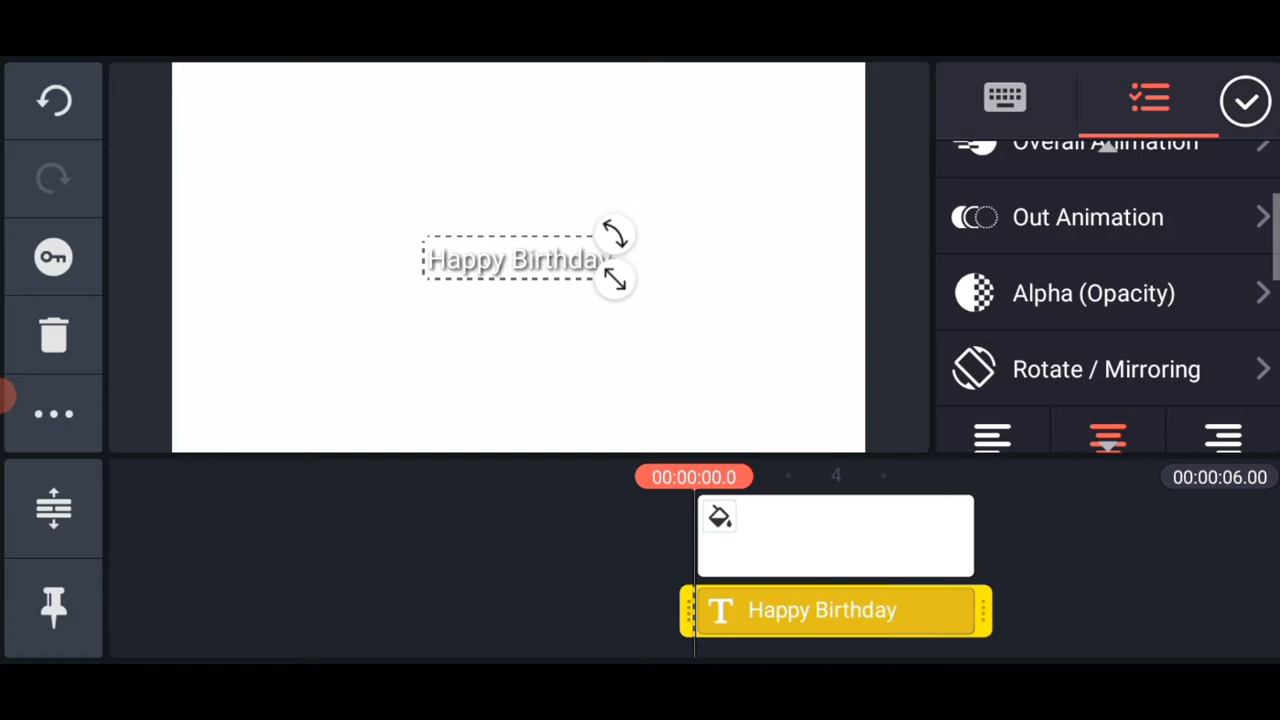 Overall Animation
Out Animation
Happy Birthday
Alpha (Opacity)
Rotate / Mirroring
00:00:00.0
4
00:00:06.00
T Happy Birthday